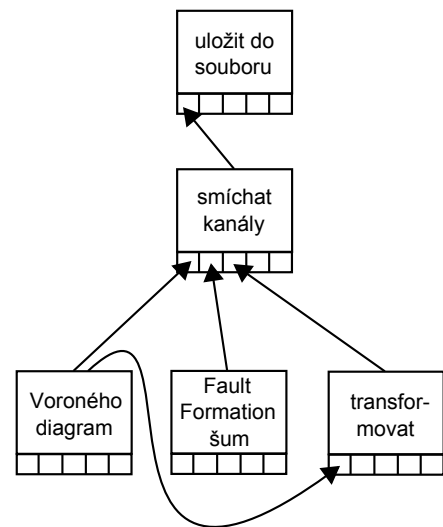 uložit do
souboru
smíchat
kanály
Voroného
diagram
Fault
Formation
šum
transfor-
movat